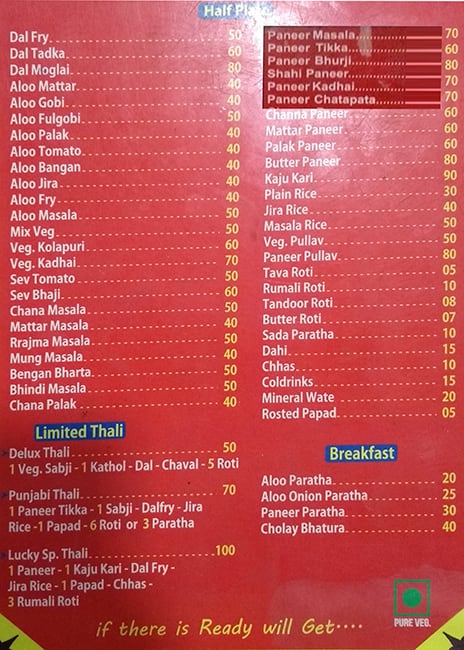 Half Plate
Dal Fry 50
Dal Tadka 60
Dal Moglai 80
Aloo Mattar 40
Aloo Gobi 40
Aloo Fulgobi 50
Aloo Palak 40
Aloo Tomato 40
Aloo Bangan 40
Aloo Jira 40
Aloo Fry 40
Aloo Masala 50
Mix Veg 50
Veg. Kolapuri 60
Veg. Kadhai 70
Sev Tomato 50
Sev Bhaji 60
Chana Masala 50
Mattar Masala 40
Rrajma Masala 50
Mung Masala 40
Bengan Bharta 50
Bhindi Masala 50
Chana Palak 40
Limited Thali
Delux Thali 50
1 Veg. Sabji - 1 Kathol - Dal - Chaval - 5 Roti
Punjabi Thali 70
1 Paneer Tikka - 1 Sabji - Dalfry - Jira
Rice -1 Papad - 6 Roti or 3 Paratha
Lucky Sp. Thali 100
1 Paneer - 1 Kaju Kari - Dal Fry -
Jira Rice - 1 Papad - Chhas -
3 Rumali Roti
Paneer Masala 70
Paneer Tikka 60
Paneer Bhurji 80
Shahi Paneer
Paneer Kadhai 70
Paneer Chatapata 60
Channa Paneer 60
Mattar Paneer 60
Palak Paneer 60
Butter Paneer 80
Kaju Kari 90
Plain Rice 30
Jira Rice 40
Masala Rice 50
Veg. Pullav 50
Paneer Pullav 80
Tava Roti 05
Rumali Roti 10
Tandoor Roti 08
Butter Roti 07
Sada Paratha 10
Dahi 15
Chhas 10
Coldrinks 15
Mineral Wate 20
Rosted Papad 05
Breakfast
Aloo Paratha 20
Aloo Onion Paratha 25
Paneer Paratha 30
Cholay Bhatura 40
PURE VEG.
if there is Ready will Get....